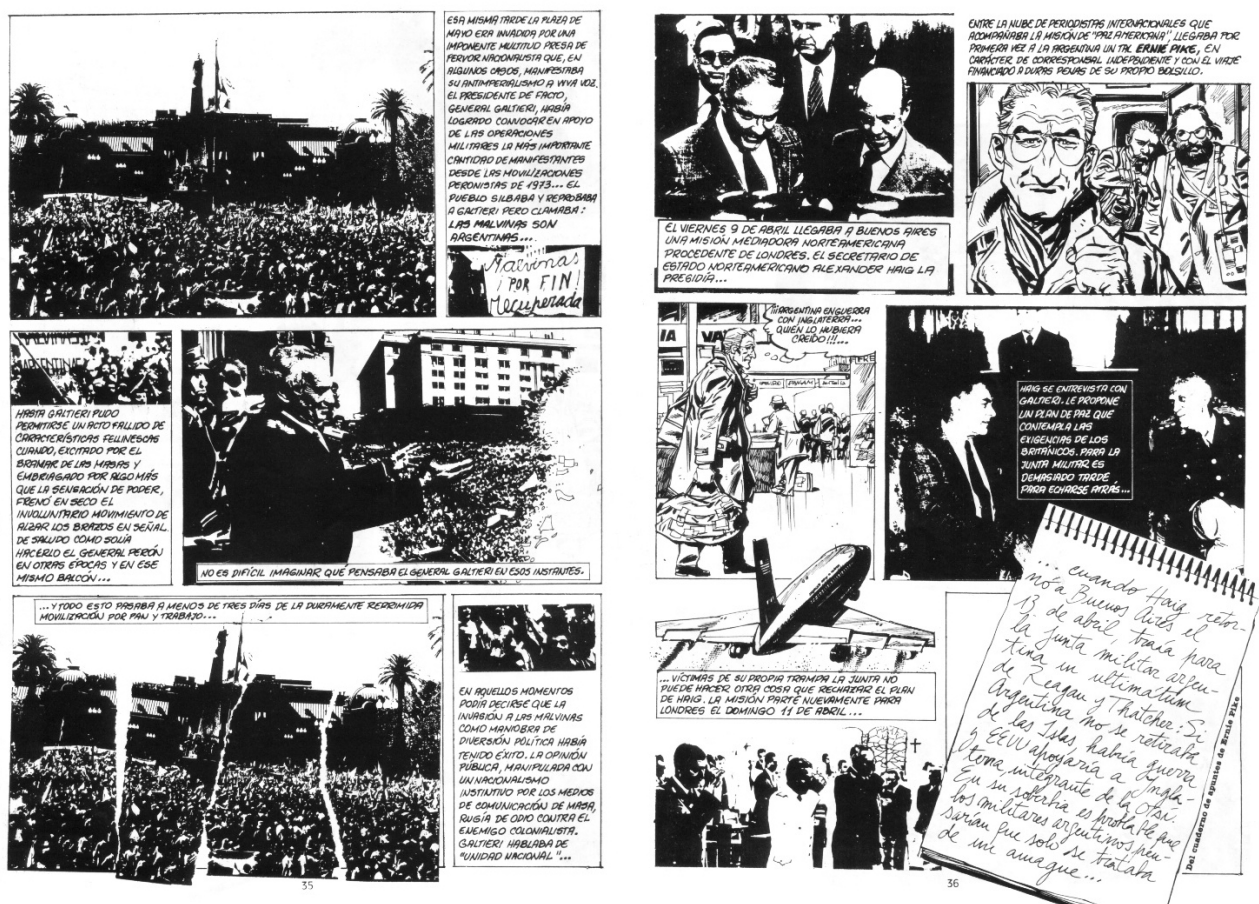 ESA MISMA TARDE LA PLAZA DE
MAYO ERA INVADIDA POR UNA
IMPONENTE MULTITUD PRESA DE
FERVOR NACIONALISTA QUE, EN
ALGUNOS CASOS, MANIFESTABA
SU ANTIMPERIALISMO A VIVA VOZ.
EL PRESIDENTE DE FACTO,
GENERAL GALTIERI, HABÍA
LOGRADO CONVOCAR EN APOYO
DE LAS OPERACIONES
MILITARES LA MAS IMPORTANTE
CANTIDAD DE MANIFESTANTES
DESDE LAS MOVILIZACIONES
PERONISTAS DE 1973... EL
PUEBLO SILBABA Y REPROBABA
A GALTIERI PERO CLAMABA:
LAS MALVINAS SON
ARGENTINAS...
Malvinas
¡POR FIN!
recuperada
MALVINAS
ARGENTINAS
HASTA GALTIERI PUDO
PERMITIRSE UN ACTO FALLIDO DE
CARACTERÍSTICAS FELLINESCAS
CUANDO, EXCITADO POR EL
BRAMAR DE LAS MASAS Y
EMBRIAGADO POR ALGO MÁS
QUE LA SENSACIÓN DE PODER,
FRENÓ EN SECO EL
INVOLUNTARIO MOVIMIENTO DE
ALZAR LOS BRAZOS EN SEÑAL
DE SALUDO COMO SOLÍA
HACERLO EL GENERAL PERÓN
EN OTRAS ÉPOCAS Y EN ESE
MISMO BALCÓN...
NO ES DIFÍCIL IMAGINAR QUE PENSABA EL GENERAL GALTIERI EN ESOS INSTANTES.
...Y TODO ESTO PASABA A MENOS DE TRES DÍAS DE LA DURAMENTE REPRIMIDA
MOVILIZACIÓN POR PAN Y TRABAJO...
EN AQUELLOS MOMENTOS
PODÍA DECIRSE QUE LA
INVASIÓN A LAS MALVINAS
COMO MANIOBRA DE
DIVERSIÓN POLÍTICA HABÍA
TENIDO EXITO. LA OPINIÓN
PÚBLICA, MANIPULADA CON
UN NACIONALISMO
INSTINTIVO POR LOS MEDIOS
DE COMUNICACIÓN DE MASA,
RUGÍA DE ODIO CONTRA EL
ENEMIGO COLONIALISTA.
GALTIERI HABLABA DE
"UNIDAD NACIONAL"...
35
EL VIERNES 9 DE ABRIL LLEGABA A BUENOS AIRES
UNA MISIÓN MEDIADORA NORTEAMERICANA
PROCEDENTE DE LONDRES. EL SECRETARIO DE
ESTADO NORTEAMERICANO ALEXANDER HAIG LA
PRESIDÍA...
ENTRE LA NUBE DE PERIODISTAS INTERNACIONALES QUE
ACOMPAÑABA LA MISIÓN DE "PAZ AMERICANA", LLEGABA POR
PRIMERA VEZ A LA ARGENTINA UN TAL ERNIE PIKE, EN
CARÁCTER DE CORRESPONSAL INDEPENDIENTE Y CON EL VIAJE
FINANCIADO A DURAS PENAS DE SU PROPIO BOLSILLO.
¡¡¡ARGENTINA EN GUERRA
CON INGLATERRA...
QUIEN LO HUBIERA
CREIDO!!!...
IA VA
PANAM
FREE
HAIG SE ENTREVISTA CON
GALTIERI. LE PROPONE
UN PLAN DE PAZ QUE
CONTEMPLA LAS
EXIGENCIAS DE LOS
BRITÁNICOS. PARA LA
JUNTA MILITAR ES
DEMASIADO TARDE
PARA ECHARSE ATRAS...
...VÍCTIMAS DE SU PROPIA TRAMPA LA JUNTA NO
PUEDE HACER OTRA COSA QUE RECHAZAR EL PLAN
DE HAIG. LA MISIÓN PARTE NUEVAMENTE PARA
LONDRES EL DOMINGO 11 DE ABRIL...
... cuando Haig retor-
nó a Buenos Aires el
13 de abril, traía para
la junta militar argen-
tina un ultimatum
de Reagan y Thatcher: Si
Argentina no se retiraba
de las Islas, habría guerra
y EEUU apoyaría a Ingla-
terra integrante de la Otan.
En su soberbia es probable que
los militares argentinos pen-
sarían que solo se trataba
de un amague...
Del cuaderno de apuntes de Ernie Pike
36